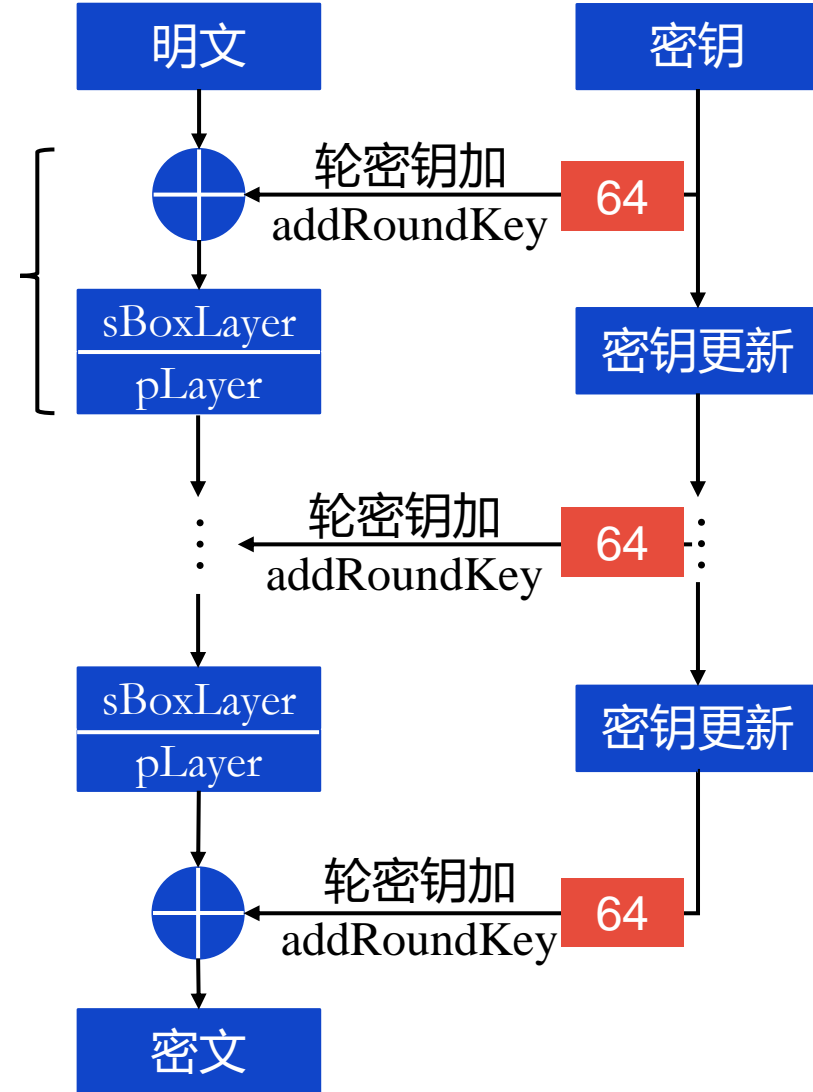 明文
密钥
轮密钥加
64
addRoundKey
sBoxLayer
pLayer
密钥更新
轮密钥加
64
addRoundKey
sBoxLayer
pLayer
密钥更新
轮密钥加
64
addRoundKey
密文